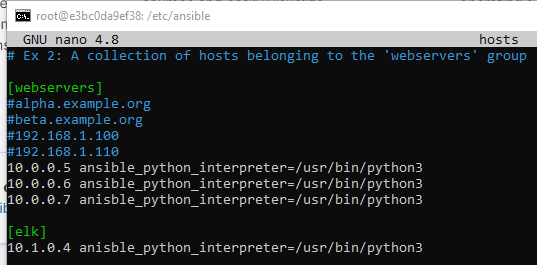 root@e3bc0da9ef38: /etc/ansible
GNU nano 4.8 hosts
# Ex 2: A collection of hosts belonging to the 'webservers' group
[webservers]
#alpha.example.org
#beta.example.org
#192.168.1.100
#192.168.1.110
10.0.0.5 ansible_python_interpreter=/usr/bin/python3
10.0.0.6 ansible_python_interpreter=/usr/bin/python3
10.0.0.7 anisble_python_interpreter=/usr/bin/python3
[elk]
10.1.0.4 anisble_python_interpreter=/usr/bin/python3